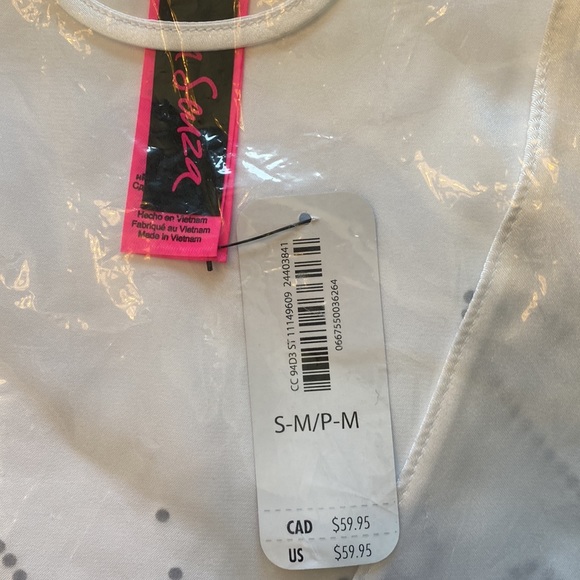 Senza
Hecho en Vietnam
Fabriqué au Vietnam
Made in Vietnam
CC 94D3 ST 11149609 24403841
0667550036264
S-M/P-M
CAD $59.95
US $59.95